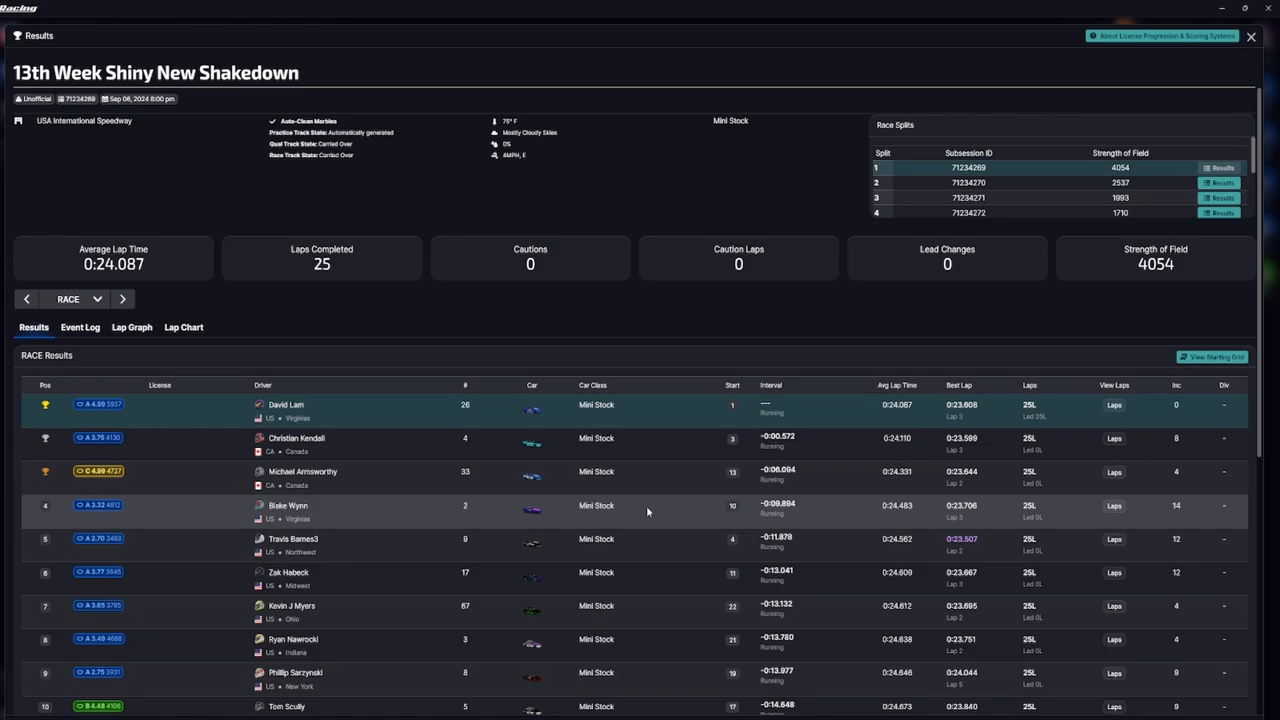 Racing
Results
About License Progression & Scoring Systems
13th Week Shiny New Shakedown
Unofficial 71234269 Sep 06, 2024 8:00 pm
USA International Speedway
Auto-Clean Marbles
Practice Track State: Automatically generated
Qual Track State: Carried Over
Race Track State: Carried Over
75° F
Mostly Cloudy Skies
0%
4MPH, E
Mini Stock
Race Splits
Split Subsession ID Strength of Field
1 71234269 4054 Results
2 71234270 2537 Results
3 71234271 1993 Results
4 71234272 1710 Results
Average Lap Time Laps Completed Cautions Caution Laps Lead Changes Strength of Field
0:24.087 25 0 0 0 4054
RACE
Results Event Log Lap Graph Lap Chart
RACE Results View Starting Grid
Pos License Driver # Car Car Class Start Interval Avg Lap Time Best Lap Laps View Laps Inc Div
A 4.99 5937 David Lam 26 Mini Stock 1 --- 0:24.087 0:23.608 25L Laps 0 -
US • Virginias Running Lap 3 Led 25L
A 3.75 4130 Christian Kendall 4 Mini Stock 3 -0:00.572 0:24.110 0:23.599 25L Laps 8 -
CA • Canada Running Lap 3 Led 0L
C 4.99 4727 Michael Arnsworthy 33 Mini Stock 13 -0:06.094 0:24.331 0:23.644 25L Laps 4 -
CA • Canada Running Lap 2 Led 0L
4 A 3.32 4812 Blake Wynn 2 Mini Stock 10 -0:09.894 0:24.483 0:23.706 25L Laps 14 -
US • Virginias Running Lap 3 Led 0L
5 A 2.70 3488 Travis Barnes3 9 Mini Stock 4 -0:11.878 0:24.562 0:23.507 25L Laps 12 -
US • Northwest Running Lap 2 Led 0L
6 A 3.77 3645 Zak Habeck 17 Mini Stock 11 -0:13.041 0:24.609 0:23.667 25L Laps 12 -
US • Midwest Running Lap 3 Led 0L
7 A 3.65 3785 Kevin J Myers 67 Mini Stock 22 -0:13.132 0:24.612 0:23.695 25L Laps 4 -
US • Ohio Running Lap 2 Led 0L
8 A 3.49 4686 Ryan Nawrocki 3 Mini Stock 21 -0:13.780 0:24.638 0:23.751 25L Laps 4 -
US • Indiana Running Lap 2 Led 0L
9 A 2.75 3931 Phillip Sarzynski 8 Mini Stock 19 -0:13.977 0:24.646 0:24.044 25L Laps 9 -
US • New York Running Lap 5 Led 0L
10 B 4.48 4106 Tom Scully 5 Mini Stock 17 -0:14.648 0:24.673 0:23.840 25L Laps 9 -